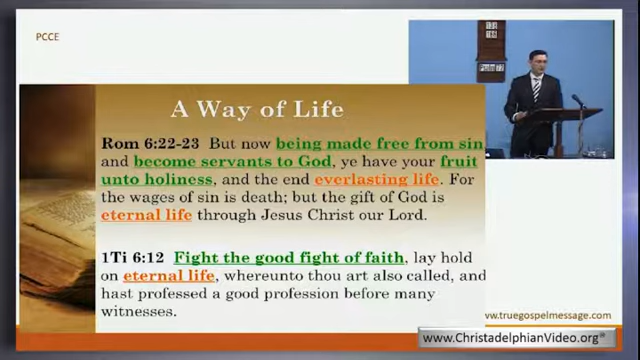 PCCE
Psalm 72
A Way of Life
Rom 6:22-23 But now being made free from sin
and become servants to God, ye have your fruit
unto holiness, and the end everlasting life. For
the wages of sin is death; but the gift of God is
eternal life through Jesus Christ our Lord.
1Ti 6:12 Fight the good fight of faith, lay hold
on eternal life, whereunto thou art also called, and
hast professed a good profession before many
witnesses.
ww.truegospelmessage.com
www.ChristadelphianVideo.org®